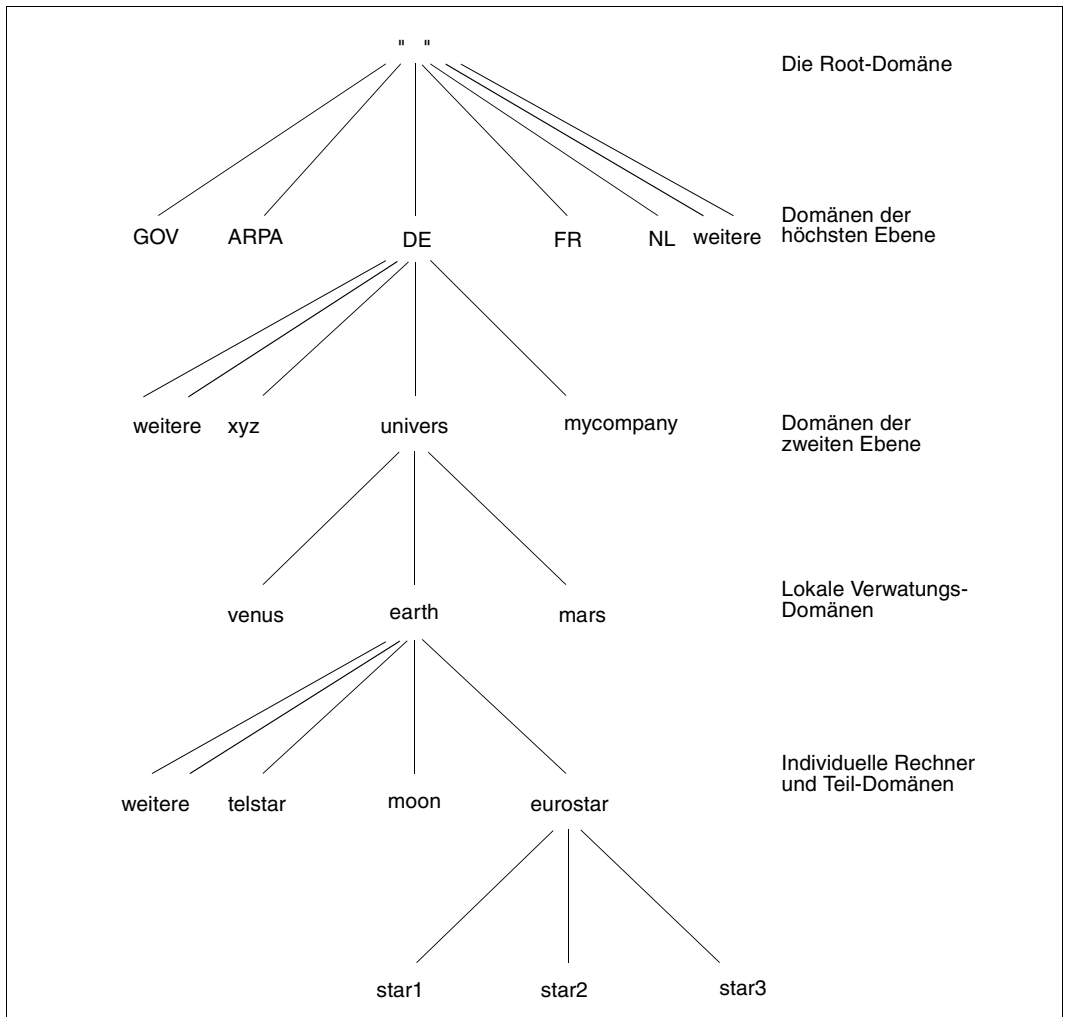 " "
Die Root-Domäne
Domänen der
höchsten Ebene
GOV ARPA DE FR NL weitere
weitere xyz univers mycompany
Domänen der
zweiten Ebene
Lokale Verwatungs-
Domänen
venus earth mars
Individuelle Rechner
und Teil-Domänen
weitere telstar moon eurostar
star1 star2 star3